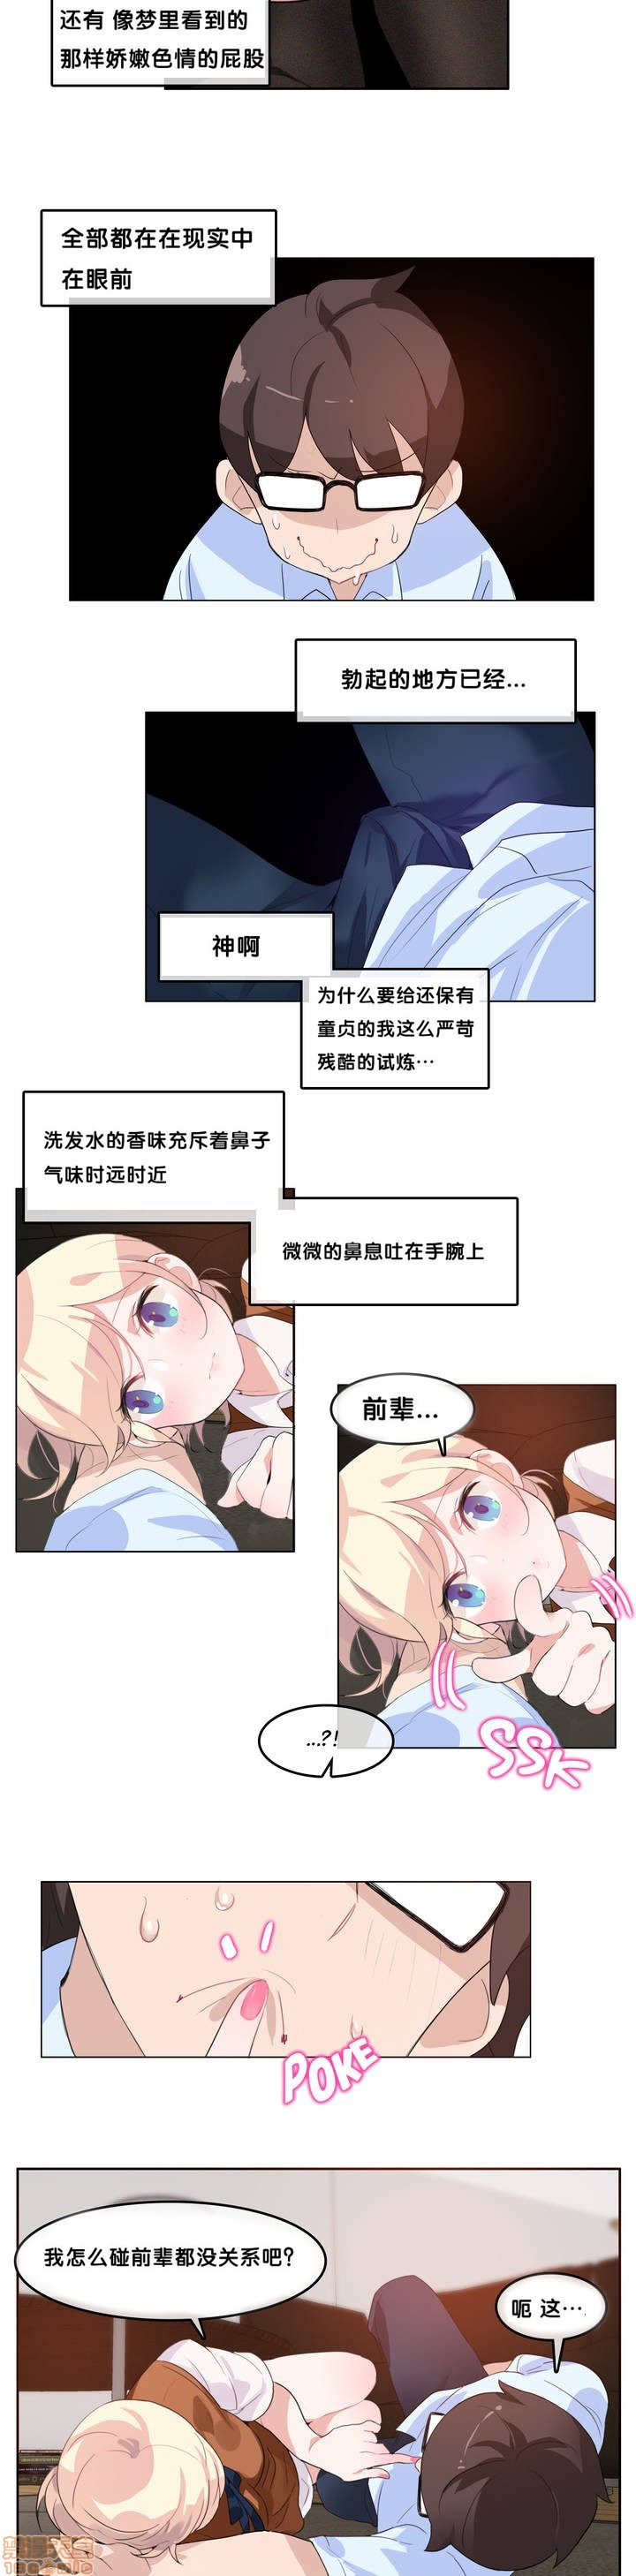 还有 像梦里看到的
那样娇嫩色情的屁股
全部都在在现实中
在眼前
勃起的地方已经…
神啊
为什么要给还保有
童贞的我这么严苛
残酷的试炼…
洗发水的香味充斥着鼻子
气味时远时近
微微的鼻息吐在手腕上
前辈…
...?!
SSK
POKE
我怎么碰前辈都没关系吧?
呃 这…